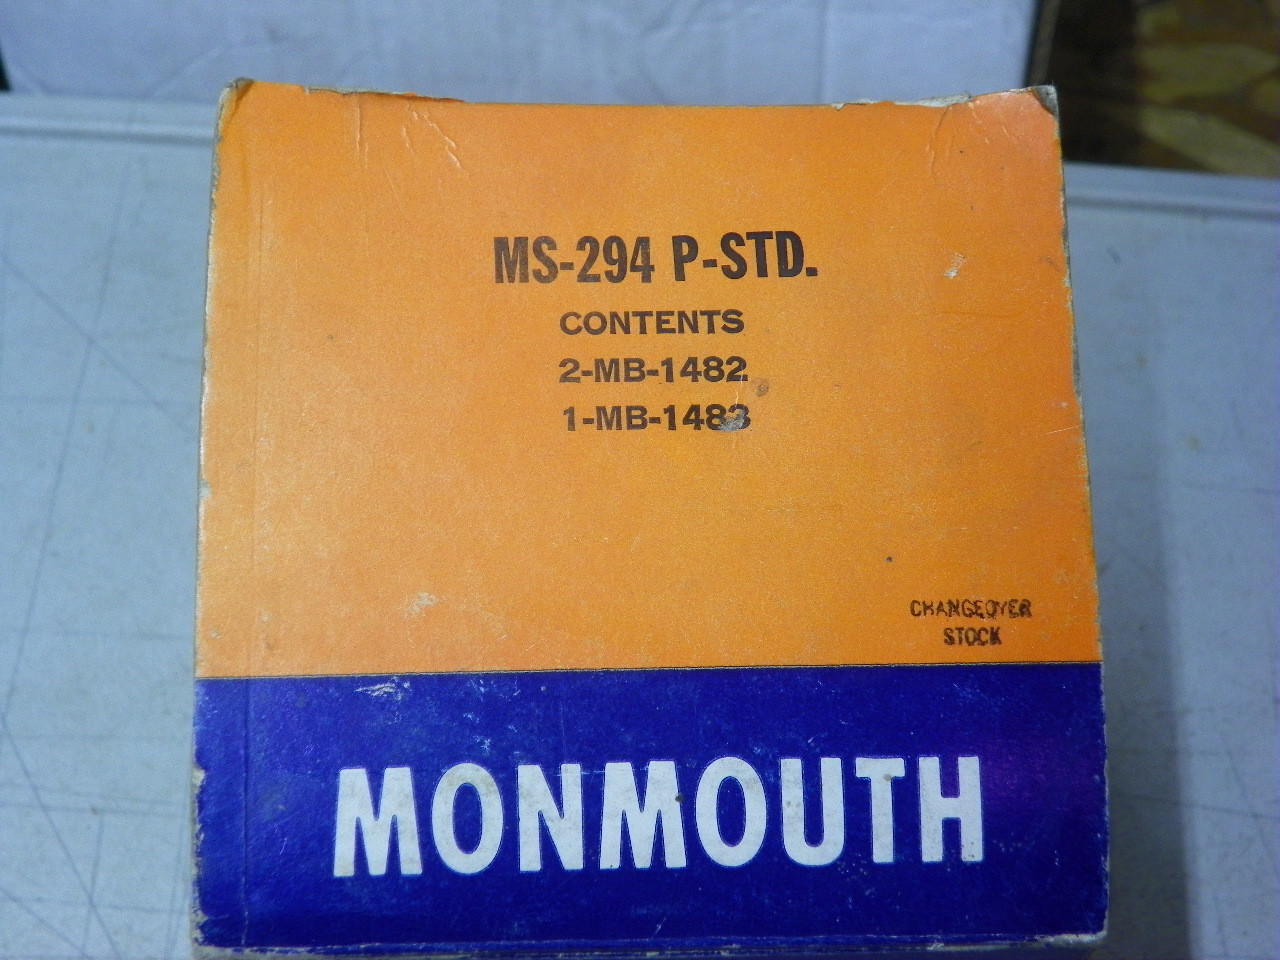 MS-294 P-STD.
CONTENTS
2-MB-1482
1-MB-1483
CHANGEOVER
STOCK
MONMOUTH